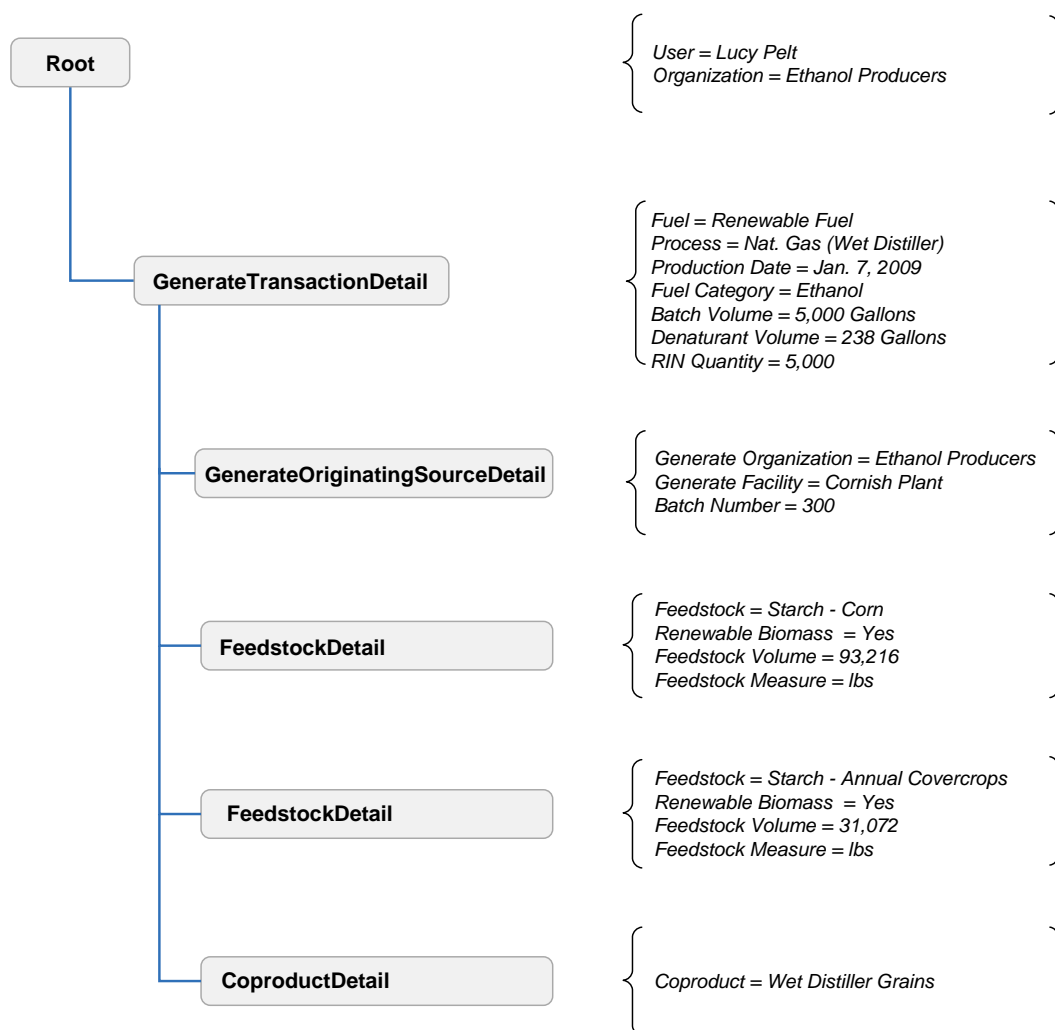 Root
User = Lucy Pelt
Organization = Ethanol Producers
GenerateTransactionDetail
Fuel = Renewable Fuel
Process = Nat. Gas (Wet Distiller)
Production Date = Jan. 7, 2009
Fuel Category = Ethanol
Batch Volume = 5,000 Gallons
Denaturant Volume = 238 Gallons
RIN Quantity = 5,000
GenerateOriginatingSourceDetail
Generate Organization = Ethanol Producers
Generate Facility = Cornish Plant
Batch Number = 300
FeedstockDetail
Feedstock = Starch - Corn
Renewable Biomass  = Yes
Feedstock Volume = 93,216
Feedstock Measure = lbs
FeedstockDetail
Feedstock = Starch - Annual Covercrops
Renewable Biomass  = Yes
Feedstock Volume = 31,072
Feedstock Measure = lbs
CoproductDetail
Coproduct = Wet Distiller Grains